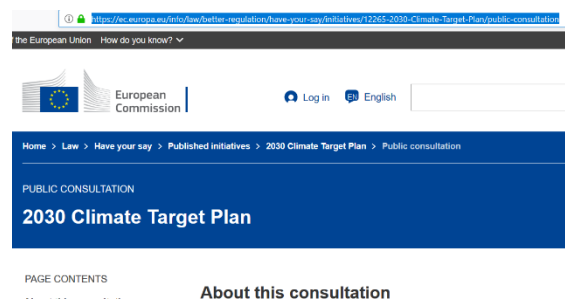 https://ec.europa.eu/info/law/better-regulation/have-your-say/initiatives/12265-2030-Climate-Target-Plan/public-consultation
the European Union How do you know?
European
Commission
Log in EN English
Home > Law > Have your say > Published initiatives > 2030 Climate Target Plan > Public consultation
PUBLIC CONSULTATION
2030 Climate Target Plan
PAGE CONTENTS
About this consultation